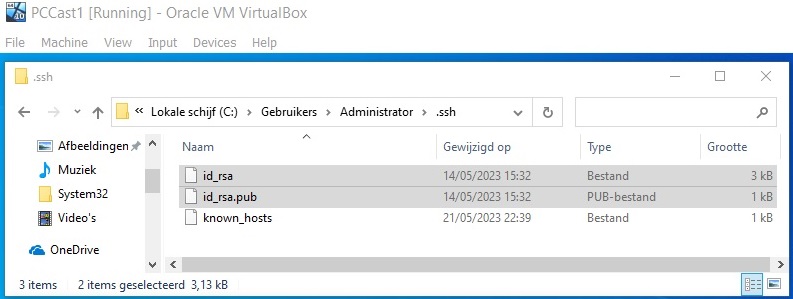 PCCast1 [Running] - Oracle VM VirtualBox
File Machine View Input Devices Help
.ssh
« Lokale schijf (C:) > Gebruikers > Administrator > .ssh
Naam Gewijzigd op Type Grootte
Afbeeldingen
Muziek
System32
Video's
OneDrive
id_rsa 14/05/2023 15:32 Bestand 3 kB
id_rsa.pub 14/05/2023 15:32 PUB-bestand 1 kB
known_hosts 21/05/2023 22:39 Bestand 1 kB
3 items 2 items geselecteerd 3,13 kB